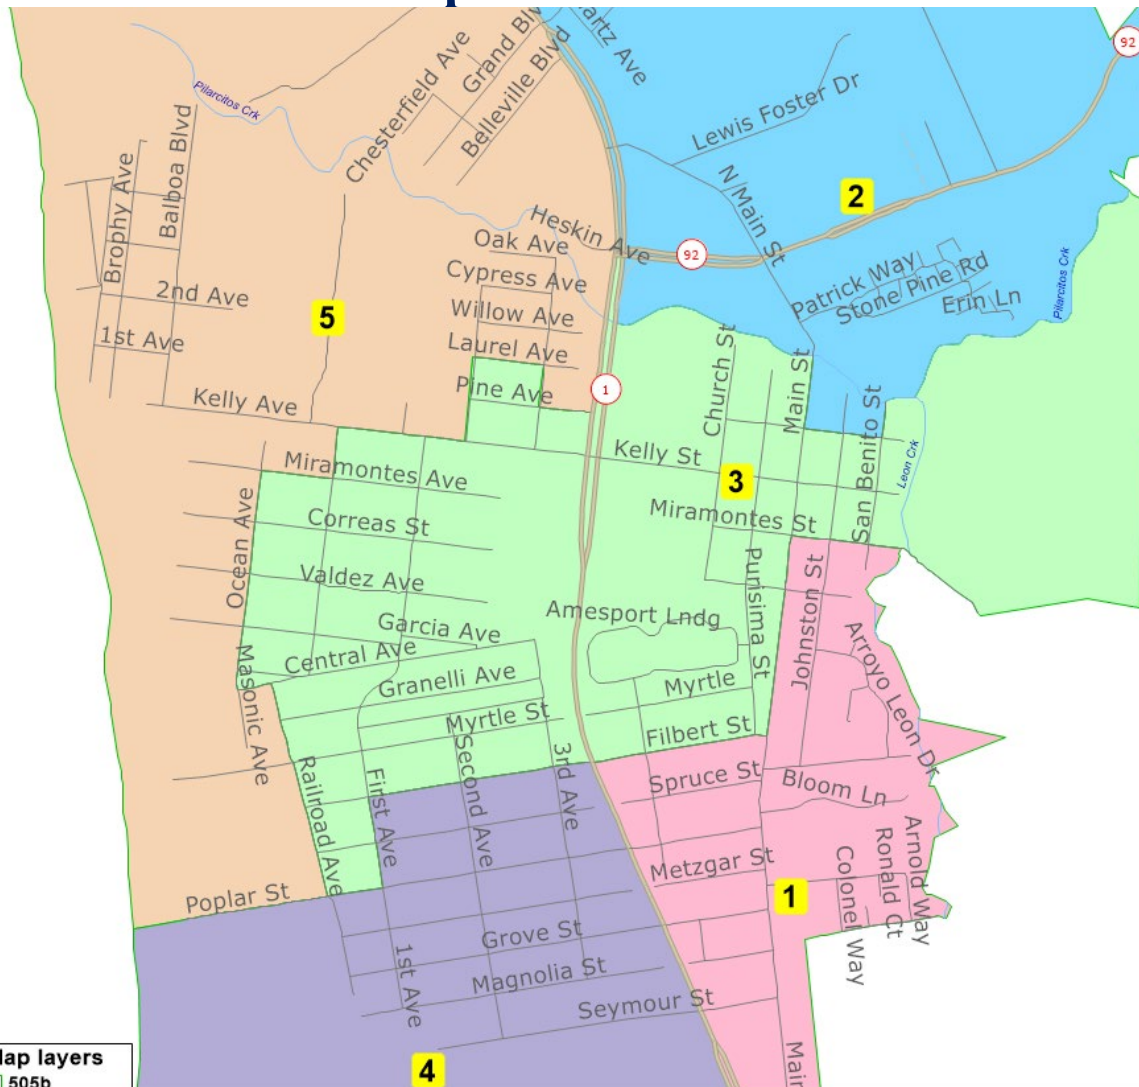 92
Grand Blv
Chesterfield Ave
Belleville Blvd
Pilarcitos Crk
Lewis Foster Dr
Balboa Blvd
Brophy Ave
N Main St
2
Heskin Ave
Oak Ave
92
Cypress Ave
Patrick Way
Stone Pine Rd
Erin Ln
Pilarcitos Crk
2nd Ave
5
Willow Ave
1st Ave
Laurel Ave
Church St
Main St
Pine Ave
1
Kelly Ave
San Benito St
Kelly St
Leon Crk
Miramontes Ave
3
Ocean Ave
Correas St
Miramontes St
Valdez Ave
Purisima St
Johnston St
Amesport Lndg
Garcia Ave
Central Ave
Arroyo Leon Dr
Masonic Ave
Granelli Ave
Myrtle
Myrtle St
Filbert St
Second Ave
3rd Ave
Railroad Ave
First Ave
Spruce St
Bloom Ln
Metzgar St
Arnold Way
Ronald Ct
Colonel Way
Poplar St
1
Grove St
1st Ave
Magnolia St
Seymour St
Main
4
ap layers
505b